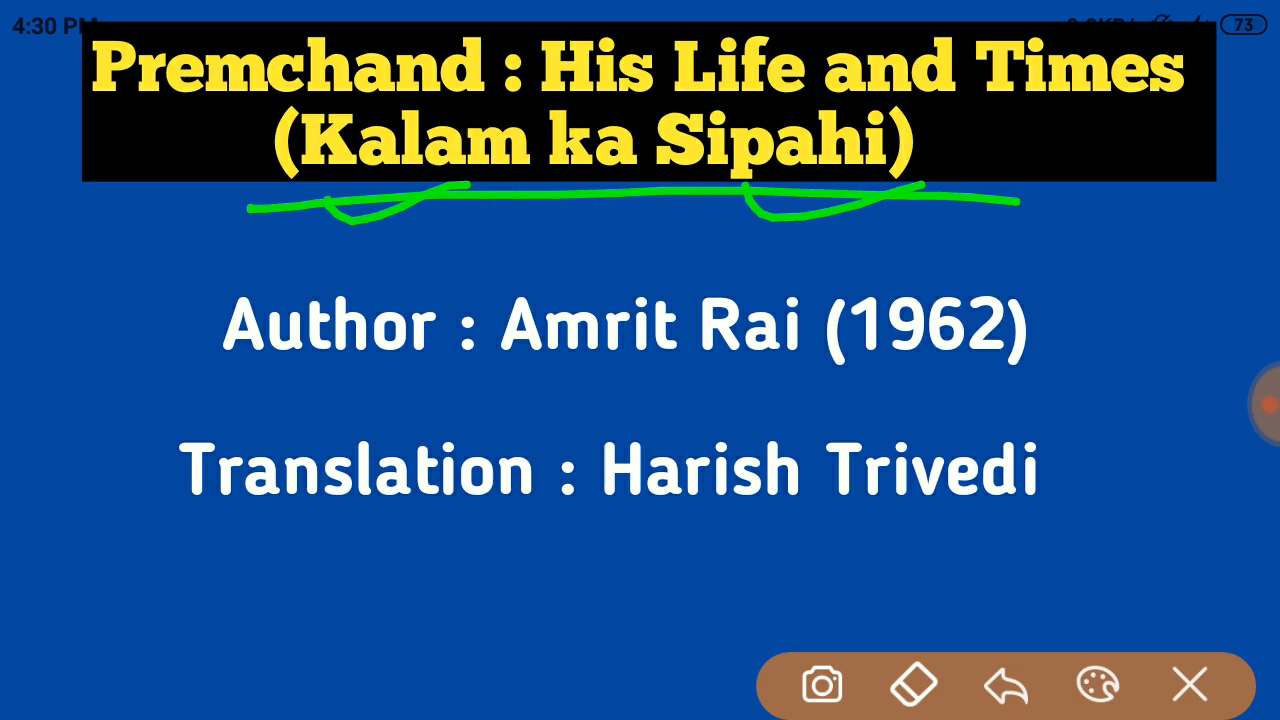 4:30 PM
73
Premchand : His Life and Times
(Kalam ka Sipahi)
Author : Amrit Rai (1962)
Translation : Harish Trivedi